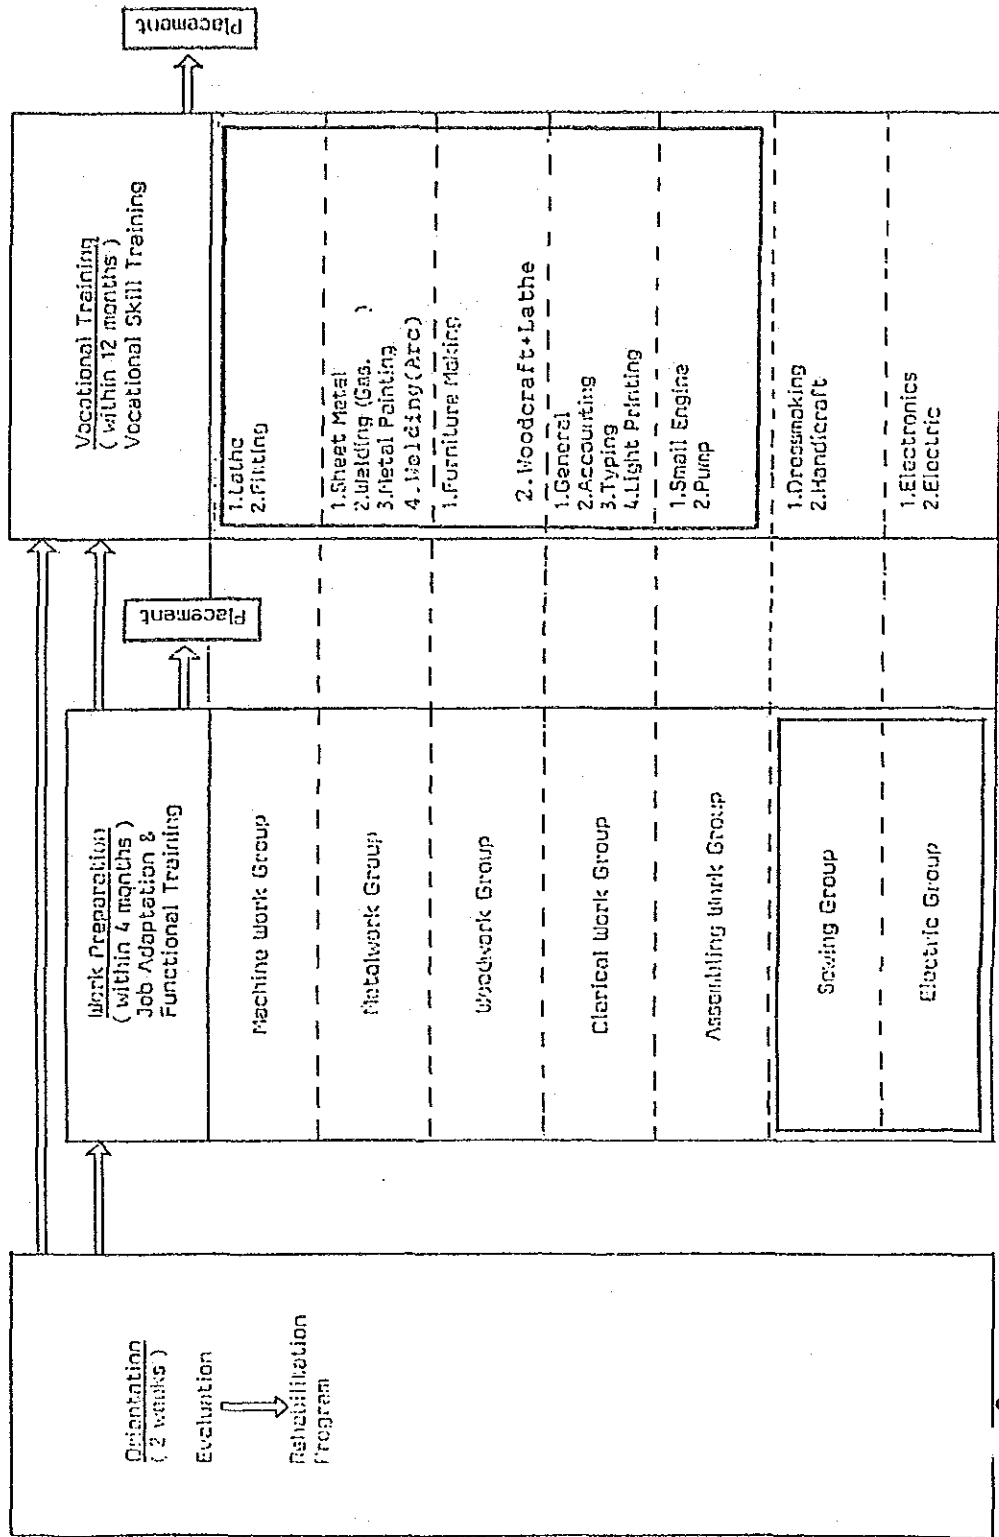 Orientation
( 2 weeks )
Evaluation
Rehabilitation
Program
Work Preparation
( within 4 months )
Job Adaptation &
Functional Training
Machine Work Group
Metalwork Group
Woodwork Group
Clerical Work Group
Assembling Work Group
Sewing Group
Electric Group
Placement
Vocational Training
( within 12 months )
Vocational Skill Training
1.Lathe
2.Fitting
1.Sheet Metal
2.Welding (Gas. )
3.Metal Painting
4.Welding(Arc)
1.Furniture Making
2.Woodcraft+Lathe
1.General
2.Accounting
3.Typing
4.Light Printing
1.Small Engine
2.Pump
1.Dressmaking
2.Handicraft
1.Electronics
2.Electric
Placement